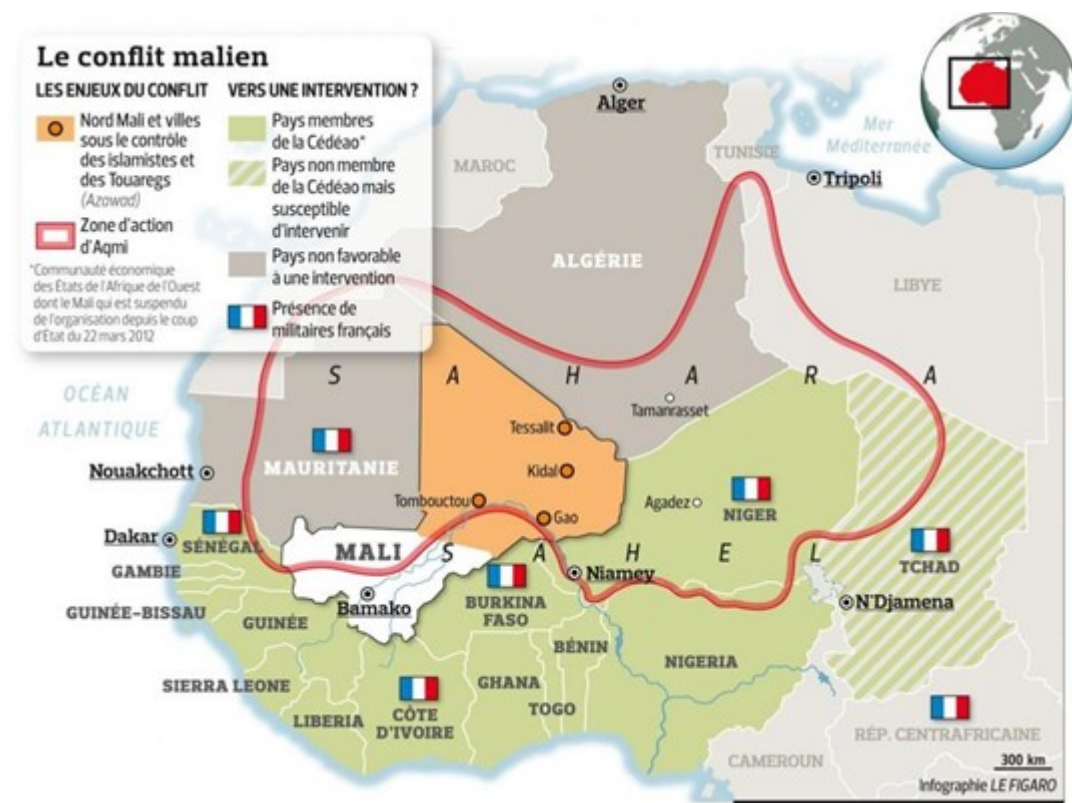 Le conflit malien
LES ENJEUX DU CONFLIT
Nord Mali et villes
sous le contrôle
des islamistes et
des Touaregs
(Azawad)
Zone d'action
d'Aqmi
*Communauté économique
des États de l'Afrique de l'Ouest
dont le Mali qui est suspendu
de l'organisation depuis le coup
d'État du 22 mars 2012
VERS UNE INTERVENTION ?
Pays membres
de la Cédéao*
Pays non membre
de la Cédéao mais
susceptible
d'intervenir
Pays non favorable
à une intervention
Présence de
militaires français
Alger
Mer
Méditerranée
MAROC
TUNISIE
Tripoli
ALGÉRIE
LIBYE
SAHARA
OCÉAN
ATLANTIQUE
Tamanrasset
Tessalit
Nouakchott
MAURITANIE
Kidal
Tombouctou
Gao
Agadez
NIGER
Dakar
SÉNÉGAL
MALI
SAHEL
TCHAD
GAMBIE
Niamey
Bamako
BURKINA
FASO
N'Djamena
GUINÉE-BISSAU
GUINÉE
BÉNIN
NIGERIA
SIERRA LEONE
GHANA
TOGO
LIBERIA
CÔTE
D'IVOIRE
RÉP. CENTRAFRICAINE
CAMEROUN
300 km
Infographie LE FIGARO